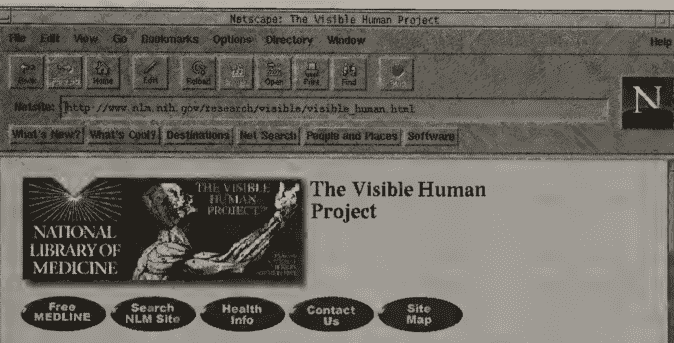 Netscape: The Visible Human Project
File Edit View Go Bookmarks Options Directory Window Help
Back Home Edit Reload Open Print Find
Netsite: http://www.nlm.nih.gov/research/visible/visible_human.html
N
What's New? What's Cool? Destinations Net Search People and Places Software
NATIONAL
LIBRARY OF
MEDICINE
THE VISIBLE
HUMAN
PROJECT
The Visible Human
Project
Free
MEDLINE
Search
NLM Site
Health
Info
Contact
Us
Site
Map